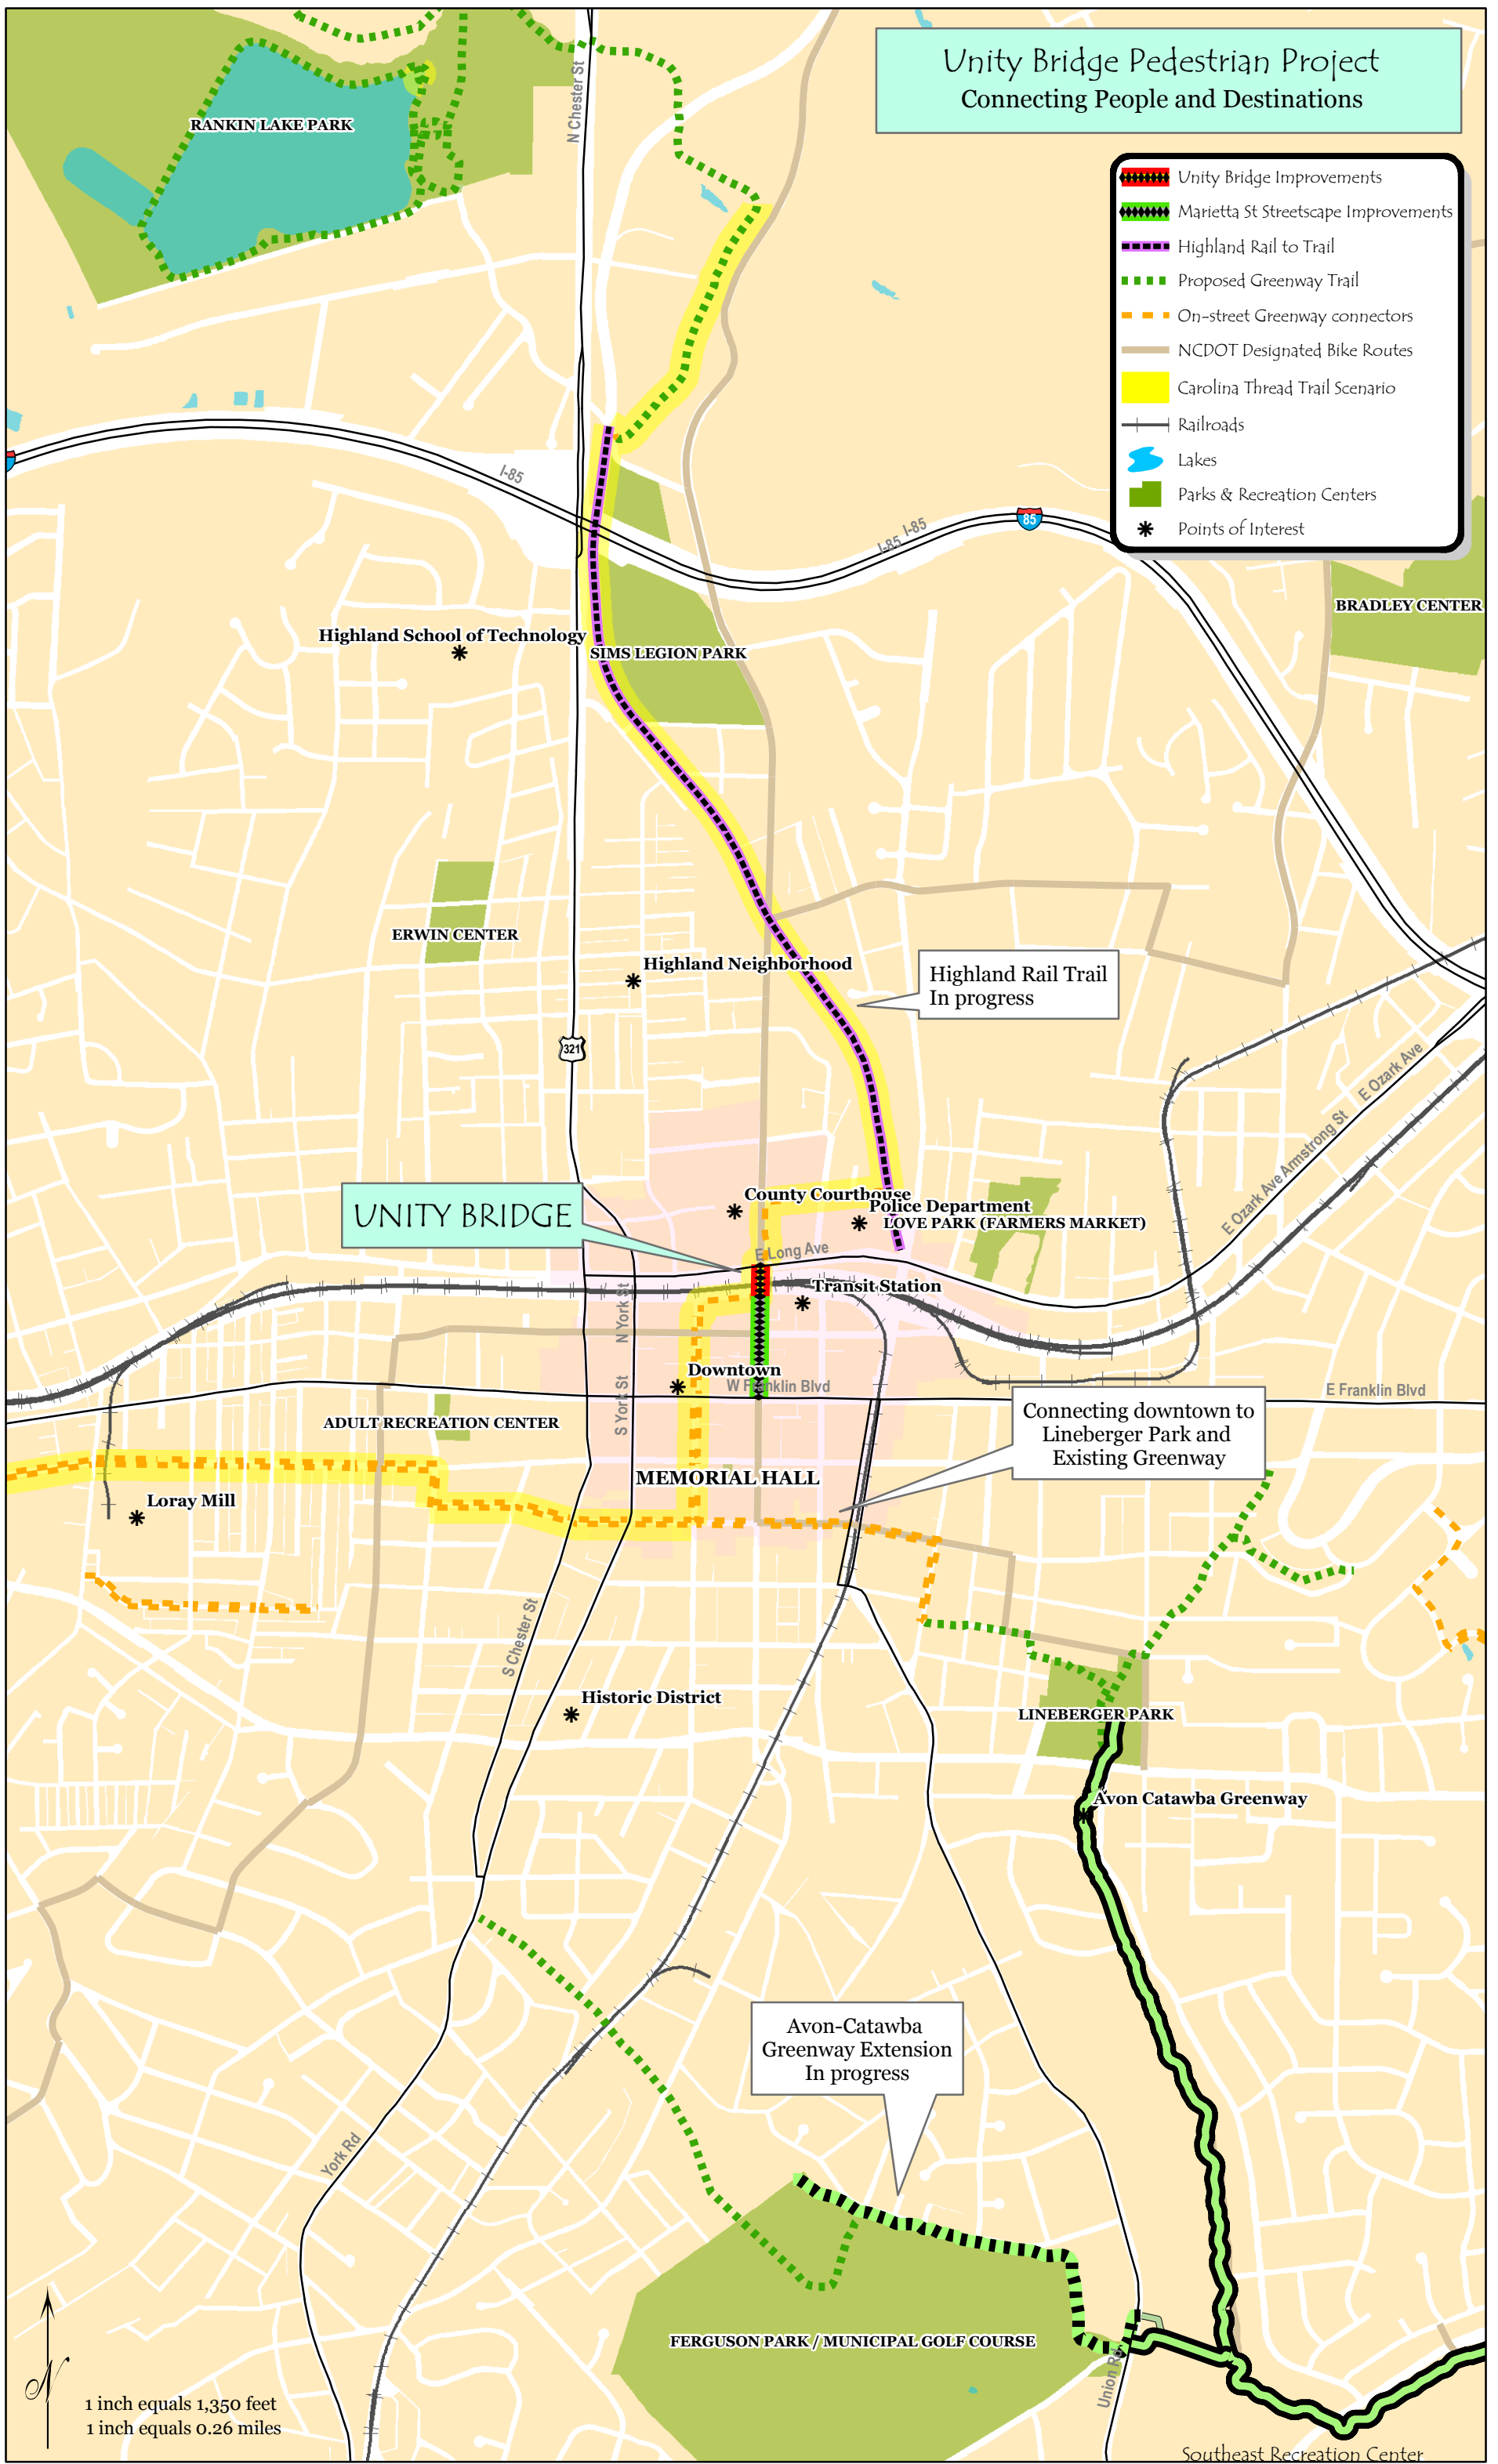 Unity Bridge Pedestrian Project
Connecting People and Destinations
Unity Bridge Improvements
Marietta St Streetscape Improvements
Highland Rail to Trail
Proposed Greenway Trail
On-street Greenway connectors
NCDOT Designated Bike Routes
Carolina Thread Trail Scenario
Railroads
Lakes
Parks & Recreation Centers
Points of Interest
N Chester St
RANKIN LAKE PARK
I-85
I-85
I-85
85
BRADLEY CENTER
Highland School of Technology
SIMS LEGION PARK
ERWIN CENTER
Highland Neighborhood
Highland Rail Trail
In progress
321
E Ozark Ave
E Ozark Ave
Armstrong St
County Courthouse
Police Department
LOVE PARK (FARMERS MARKET)
UNITY BRIDGE
E Long Ave
Transit Station
N York St
Downtown
W Franklin Blvd
E Franklin Blvd
S York St
ADULT RECREATION CENTER
Connecting downtown to
Lineberger Park and
Existing Greenway
MEMORIAL HALL
Loray Mill
S Chester St
Historic District
LINEBERGER PARK
Avon Catawba Greenway
Avon-Catawba
Greenway Extension
In progress
York Rd
FERGUSON PARK / MUNICIPAL GOLF COURSE
Union Rd
N
1 inch equals 1,350 feet
1 inch equals 0.26 miles
Southeast Recreation Center